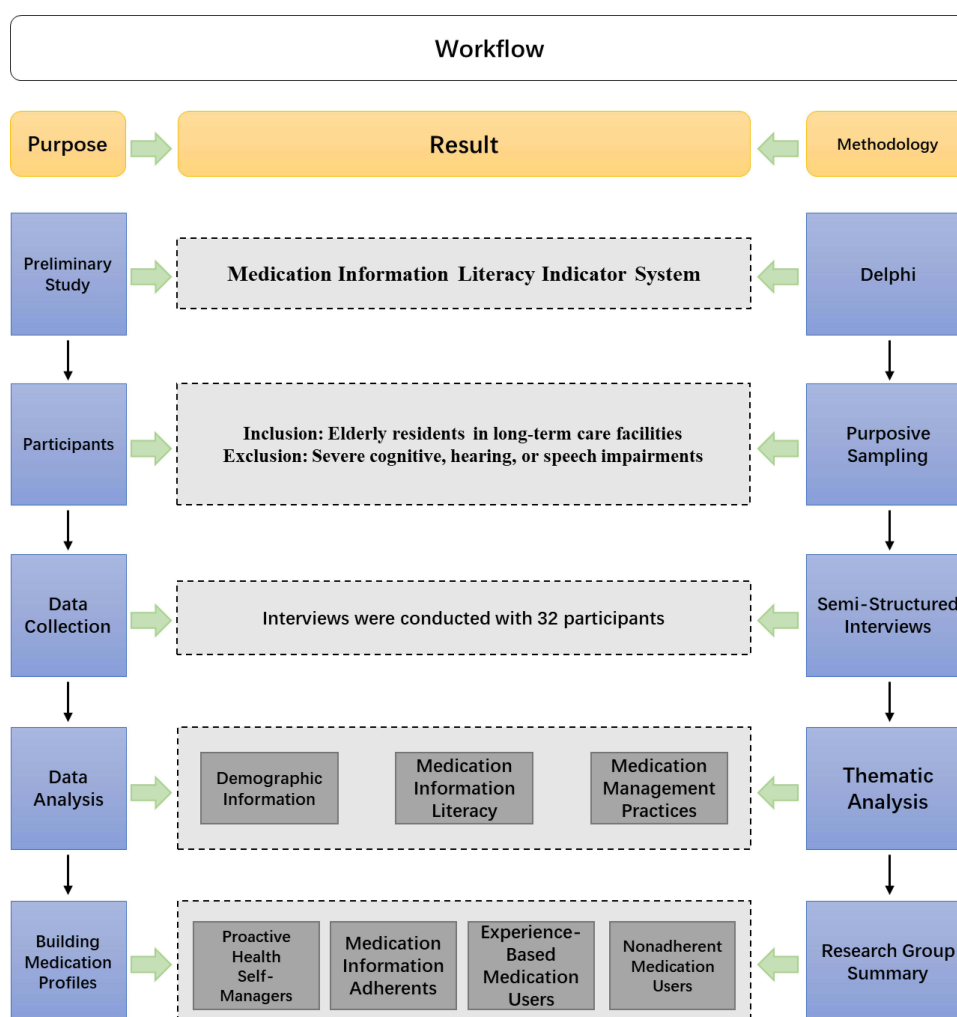 Workflow
Purpose
Result
Methodology
Preliminary
Study
Medication Information Literacy Indicator System
Delphi
Participants
Inclusion: Elderly residents in long-term care facilities
Exclusion: Severe cognitive, hearing, or speech impairments
Purposive
Sampling
Data
Collection
Interviews were conducted with 32 participants
Semi-Structured
Interviews
Data
Analysis
Demographic
Information
Medication
Information
Literacy
Medication
Management
Practices
Thematic
Analysis
Building
Medication
Profiles
Proactive
Health
Self-
Managers
Medication
Information
Adherents
Experience-
Based
Medication
Users
Nonadherent
Medication
Users
Research Group
Summary